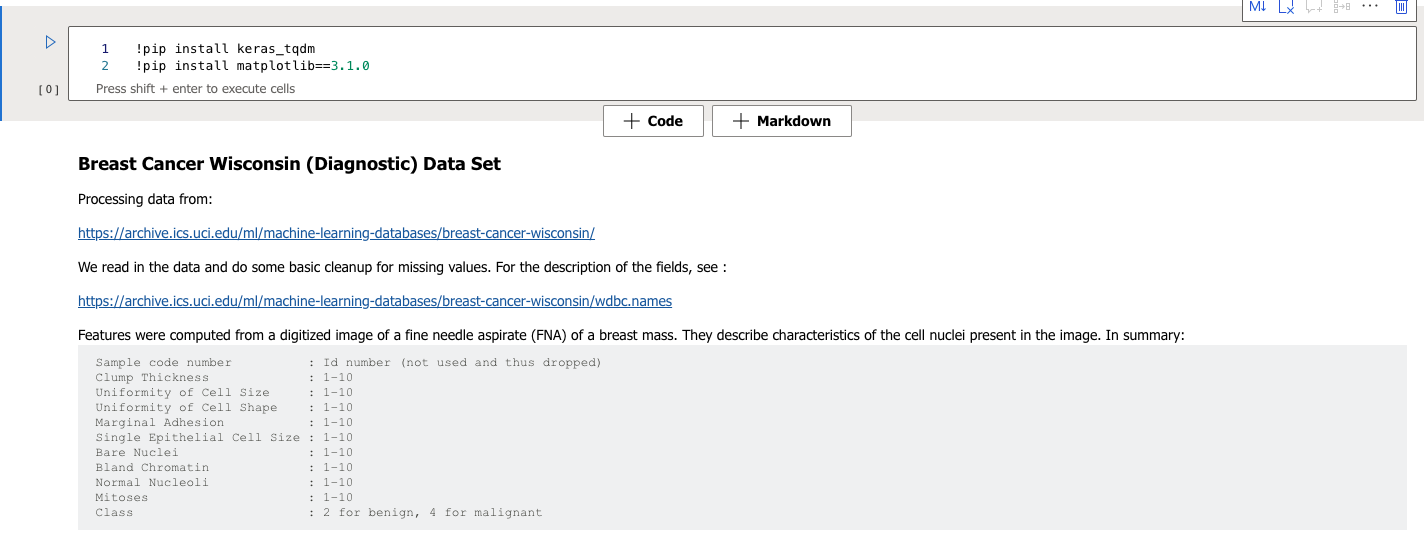 M↓
1 !pip install keras_tqdm
2 !pip install matplotlib==3.1.0
[0] Press shift + enter to execute cells
+ Code + Markdown
Breast Cancer Wisconsin (Diagnostic) Data Set
Processing data from:
https://archive.ics.uci.edu/ml/machine-learning-databases/breast-cancer-wisconsin/
We read in the data and do some basic cleanup for missing values. For the description of the fields, see :
https://archive.ics.uci.edu/ml/machine-learning-databases/breast-cancer-wisconsin/wdbc.names
Features were computed from a digitized image of a fine needle aspirate (FNA) of a breast mass. They describe characteristics of the cell nuclei present in the image. In summary:
Sample code number : Id number (not used and thus dropped)
Clump Thickness : 1-10
Uniformity of Cell Size : 1-10
Uniformity of Cell Shape : 1-10
Marginal Adhesion : 1-10
Single Epithelial Cell Size : 1-10
Bare Nuclei : 1-10
Bland Chromatin : 1-10
Normal Nucleoli : 1-10
Mitoses : 1-10
Class : 2 for benign, 4 for malignant